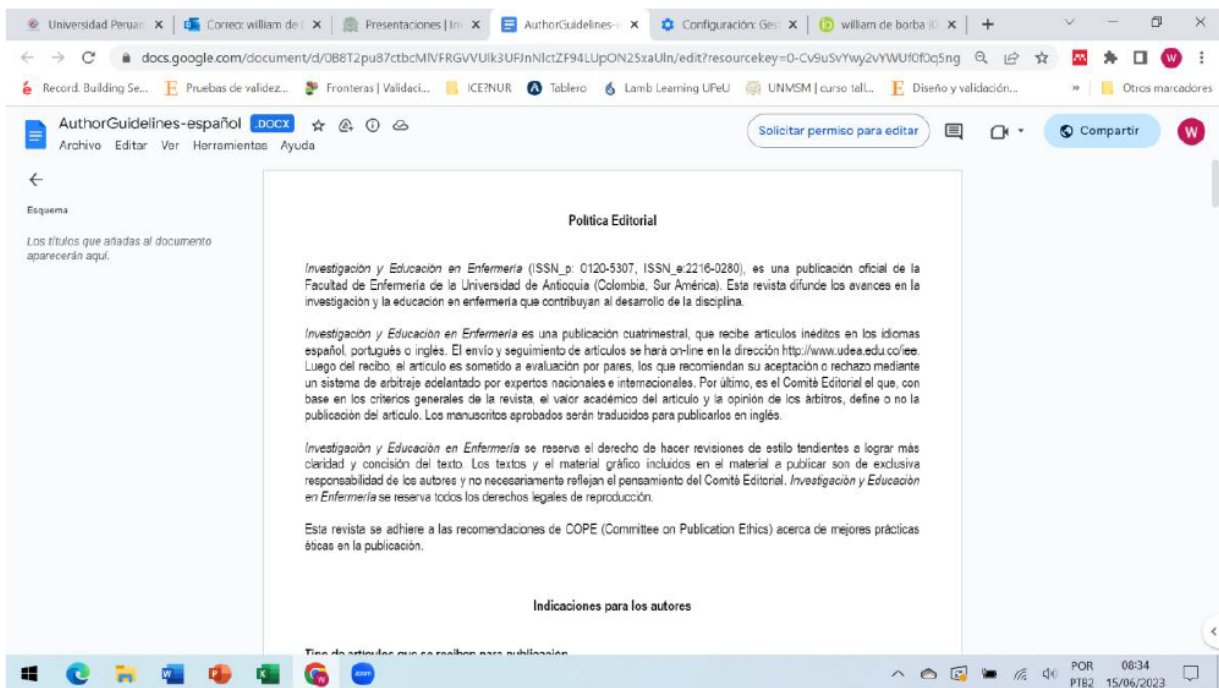 Universidad Peruan
Correo: william de
Presentaciones | In
AuthorGuidelines-e
Configuración: Ges
william de borba (0
docs.google.com/document/d/
Record. Building Se...
Pruebas de validez...
Fronteras | Validaci...
ICE?NUR
Tablero
Lamb Learning UPeU
UNMSM | curso tall...
Diseño y validación...
Otros marcadores
AuthorGuidelines-español .DOCX
Solicitar permiso para editar
Compartir
W
Archivo Editar Ver Herramientas Ayuda
Esquema
Los títulos que añadas al documento
aparecerán aquí.
Política Editorial
Investigación y Educación en Enfermería (ISSN_p: 0120-5307, ISSN_e:2216-0280), es una publicación oficial de la
Facultad de Enfermería de la Universidad de Antioquia (Colombia, Sur América). Esta revista difunde los avances en la
investigación y la educación en enfermería que contribuyan al desarrollo de la disciplina.
Investigación y Educación en Enfermería es una publicación cuatrimestral, que recibe artículos inéditos en los idiomas
español, portugués o inglés. El envío y seguimiento de artículos se hará on-line en la dirección http://www.udea.edu.co/iee.
Luego del recibo, el artículo es sometido a evaluación por pares, los que recomiendan su aceptación o rechazo mediante
un sistema de arbitraje adelantado por expertos nacionales e internacionales. Por último, es el Comité Editorial el que, con
base en los criterios generales de la revista, el valor académico del artículo y la opinión de los árbitros, define o no la
publicación del artículo. Los manuscritos aprobados serán traducidos para publicarlos en inglés.
Investigación y Educación en Enfermería se reserva el derecho de hacer revisiones de estilo tendientes a lograr más
claridad y concisión del texto. Los textos y el material gráfico incluidos en el material a publicar son de exclusiva
responsabilidad de los autores y no necesariamente reflejan el pensamiento del Comité Editorial. Investigación y Educación
en Enfermería se reserva todos los derechos legales de reproducción.
Esta revista se adhiere a las recomendaciones de COPE (Committee on Publication Ethics) acerca de mejores prácticas
éticas en la publicación.
Indicaciones para los autores
Tipo de artículos que se reciben para publicación
zoom
POR 08:34
PTB2 15/06/2023